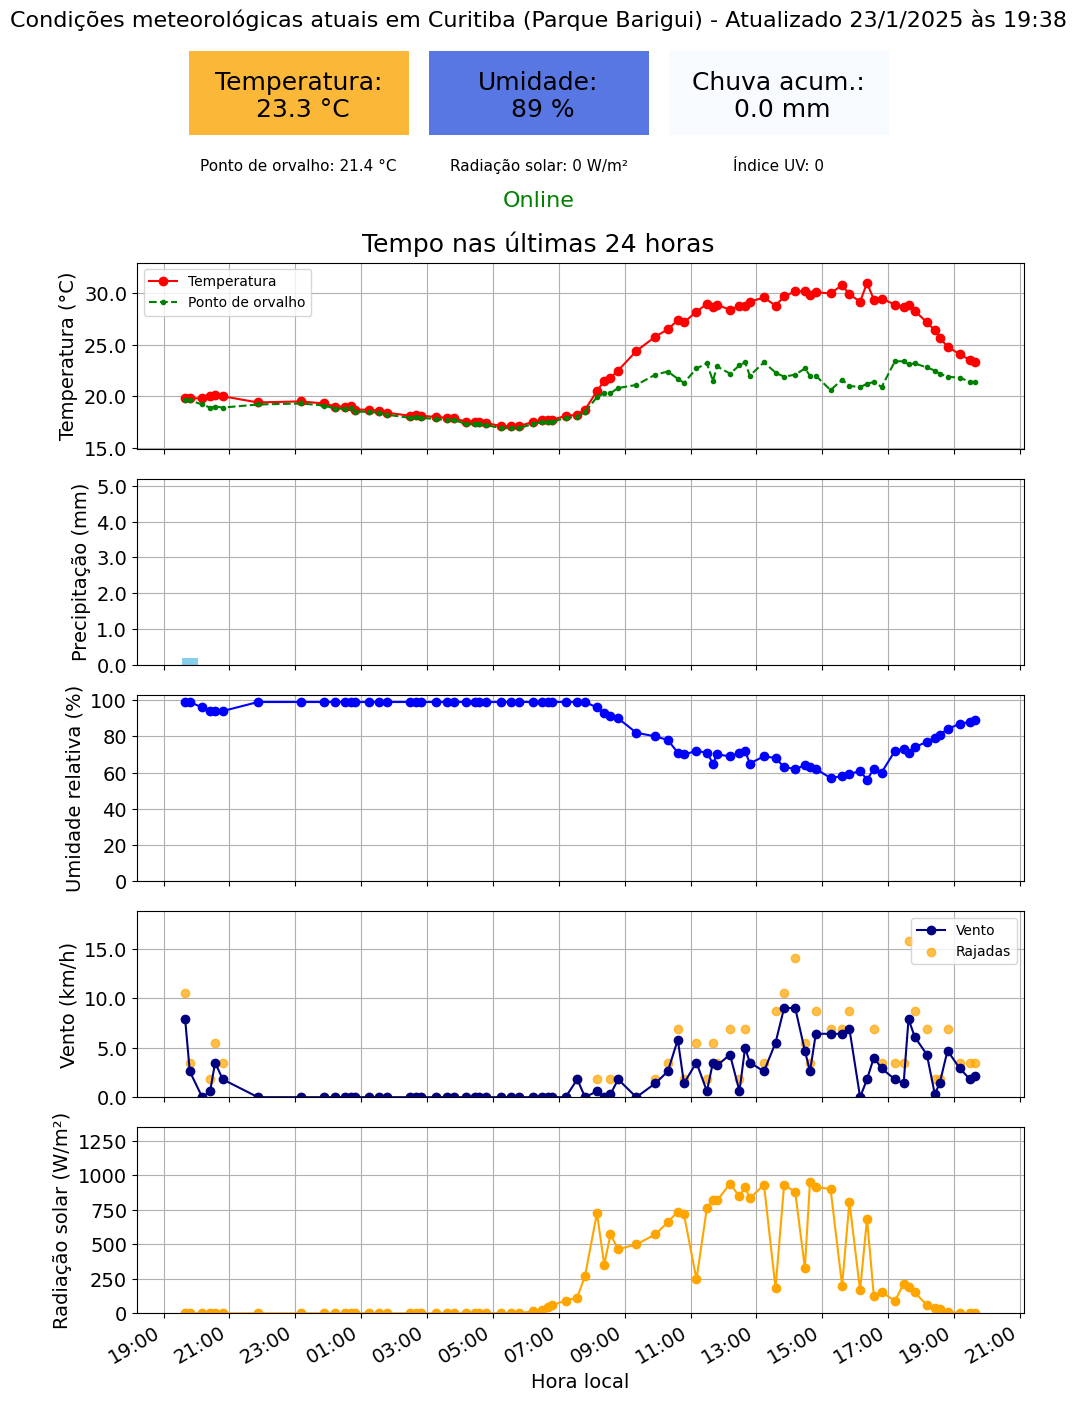 Condições meteorológicas atuais em Curitiba (Parque Barigui) - Atualizado 23/1/2025 às 19:38
Temperatura:
23.3 °C
Umidade:
89 %
Chuva acum.:
0.0 mm
Ponto de orvalho: 21.4 °C
Radiação solar: 0 W/m²
Índice UV: 0
Online
Tempo nas últimas 24 horas
Temperatura (°C)
30.0
25.0
20.0
15.0
Temperatura
Ponto de orvalho
Precipitação (mm)
5.0
4.0
3.0
2.0
1.0
0.0
Umidade relativa (%)
100
80
60
40
20
0
Vento (km/h)
15.0
10.0
5.0
0.0
Vento
Rajadas
Radiação solar (W/m²)
1250
1000
750
500
250
0
19:00
21:00
23:00
01:00
03:00
05:00
07:00
09:00
11:00
13:00
15:00
17:00
19:00
21:00
Hora local